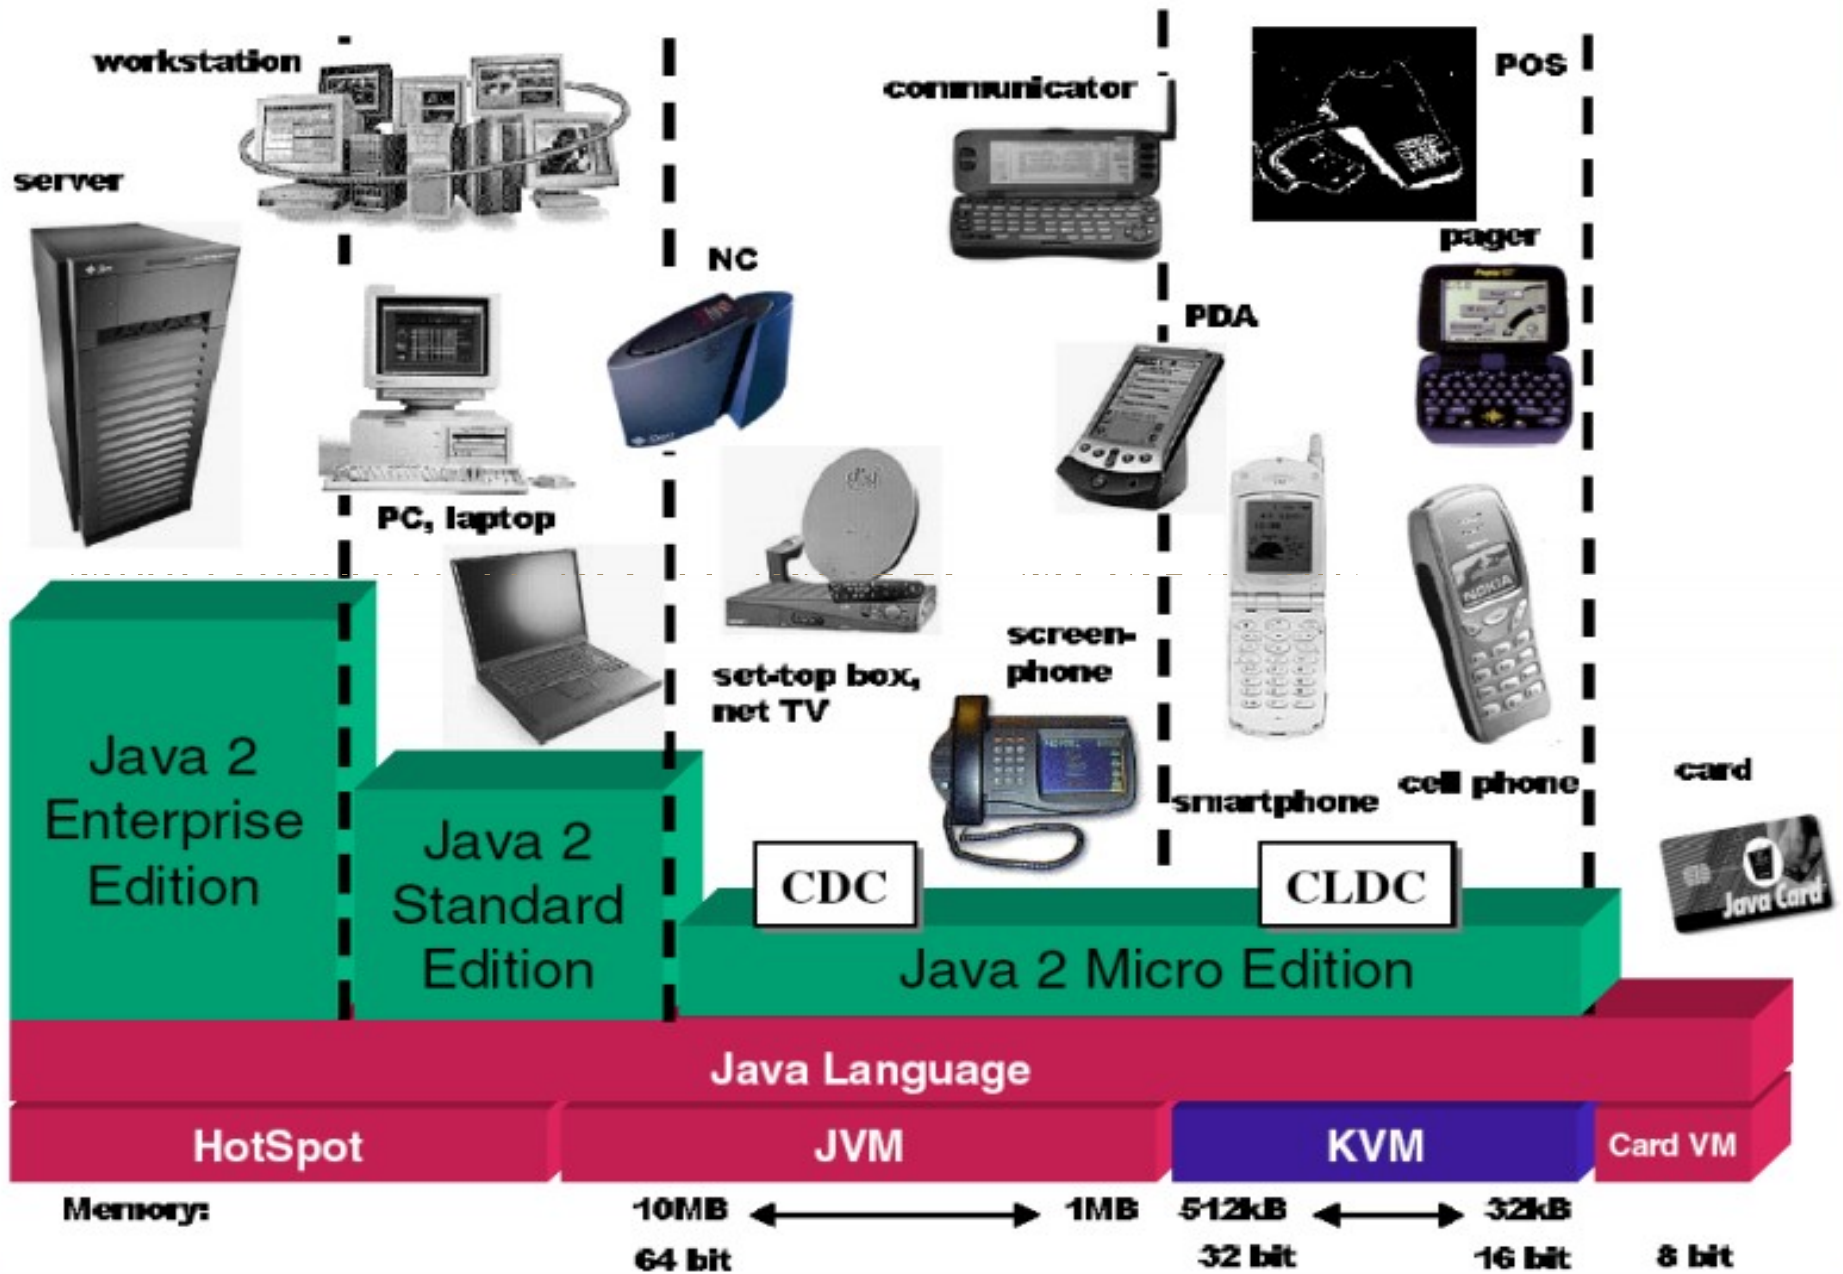 workstation
communicator
POS
server
pager
NC
PDA
PC, laptop
set-top box,
net TV
screen-
phone
NOKIA
smartphone
cell phone
card
Java Card
Java 2
Enterprise
Edition
Java 2
Standard
Edition
CDC
CLDC
Java 2 Micro Edition
Java Language
HotSpot
JVM
KVM
Card VM
Memory:
10MB
1MB
512kB
32kB
64 bit
32 bit
16 bit
8 bit